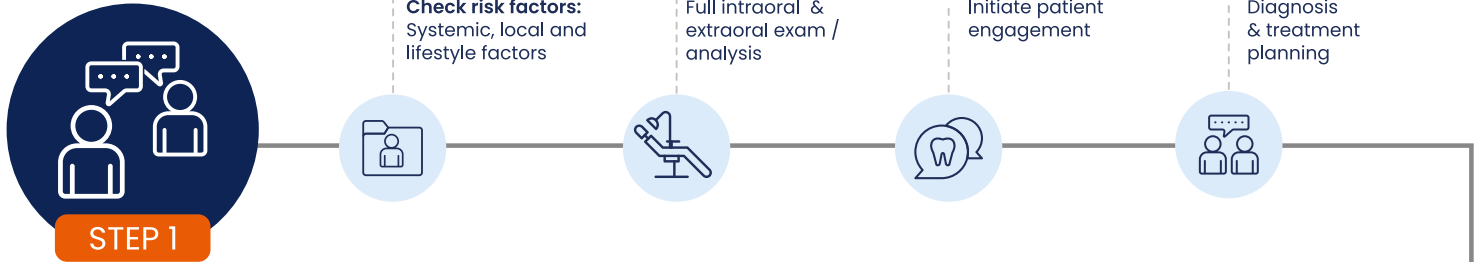 Check risk factors:
Systemic, local and
lifestyle factors
Full intraoral & 
extraoral exam /
analysis
Initiate patient
engagement
Diagnosis
& treatment
planning
STEP 1